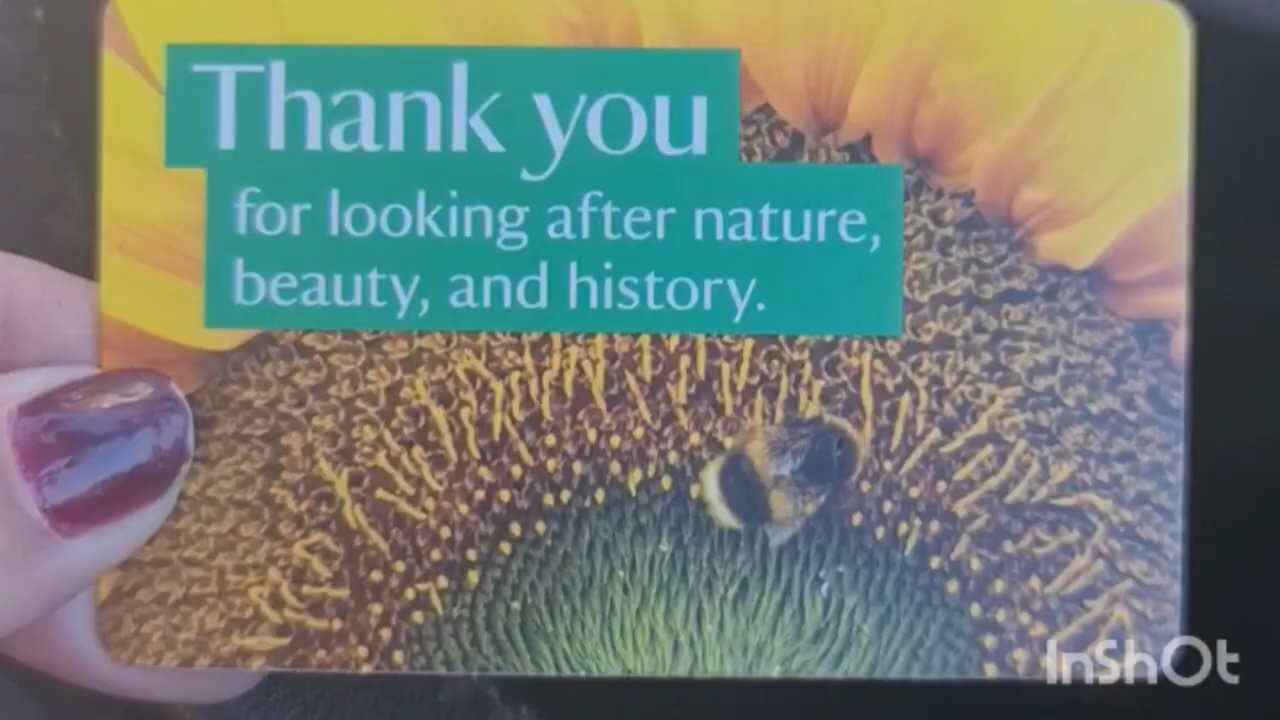 Thank you
for looking after nature,
beauty, and history.
InShOt